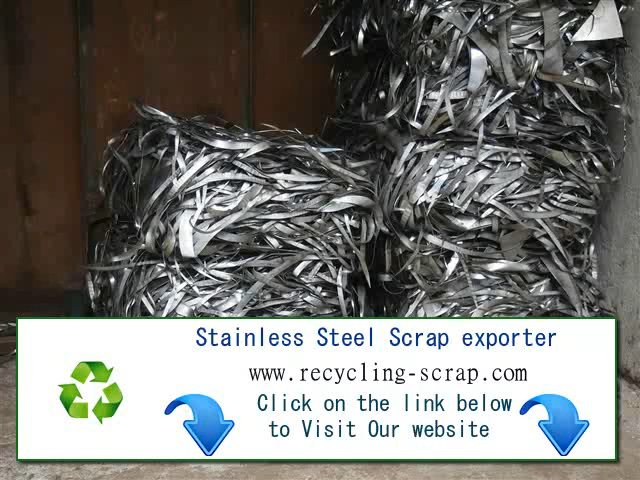 Stainless Steel Scrap exporter
www.recycling-scrap.com
Click on the link below
to Visit Our website